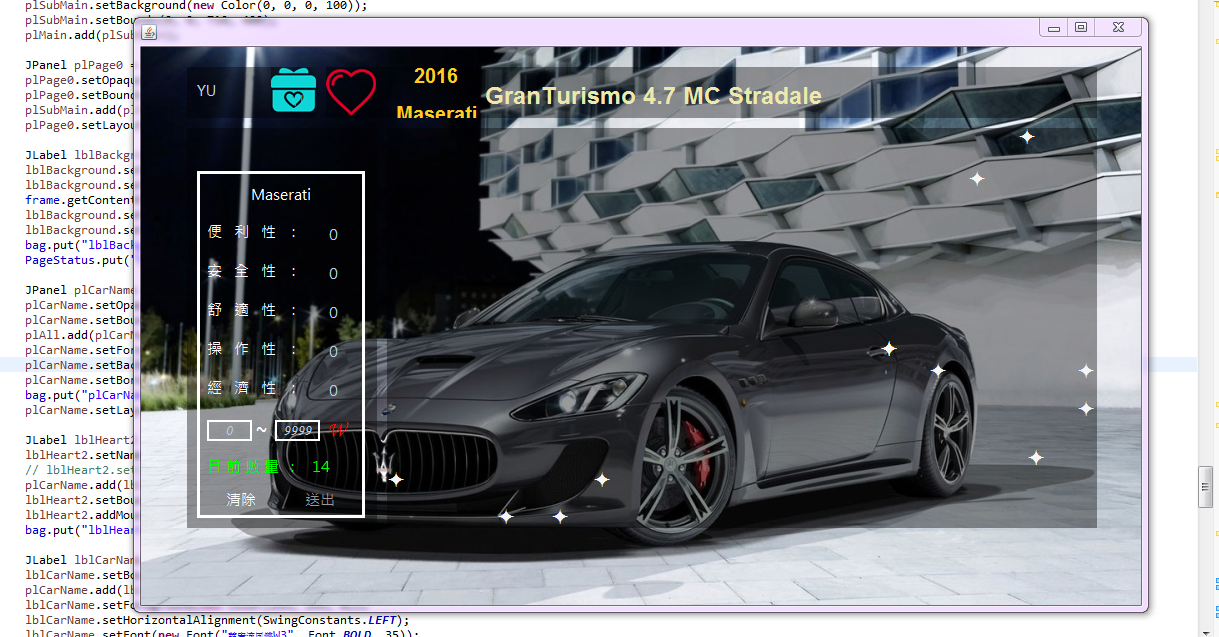 plSubMain.setBackground(new Color(0, 0, 0, 100));
plSubMain.setBou
plMain.add(plSu
JPanel plPage0 =
plPage0.setOpaqu
plPage0.setBound
plSubMain.add(pl
plPage0.setLayou
JLabel lblBackgr
lblBackground.se
lblBackground.se
frame.getContent
lblBackground.se
lblBackground.se
bag.put("lblBack
PageStatus.put("
JPanel plCarName
plCarName.setOpa
plCarName.setBou
plAll.add(plCarN
plCarName.setFon
plCarName.setBac
plCarName.setBor
bag.put("plCarNa
plCarName.setLay
JLabel lblHeart2
lblHeart2.setNam
// lblHeart2.set
plCarName.add(lb
lblHeart2.setBou
lblHeart2.addMou
bag.put("lblHear
JLabel lblCarNam
lblCarName.setBo
plCarName.add(lb
lblCarName.setFo
lblCarName.setHorizontalAlignment(SwingConstants.LEFT);
lblCarName.setFont(new Font(" W3", Font.BOLD, 35));
YU
2016
Maserati
GranTurismo 4.7 MC Stradale
Maserati
便 利 性 : 0
安 全 性 : 0
舒 適 性 : 0
操 作 性 : 0
經 濟 性 : 0
0 ~ 9999 W
目前數量 : 14
清除 送出